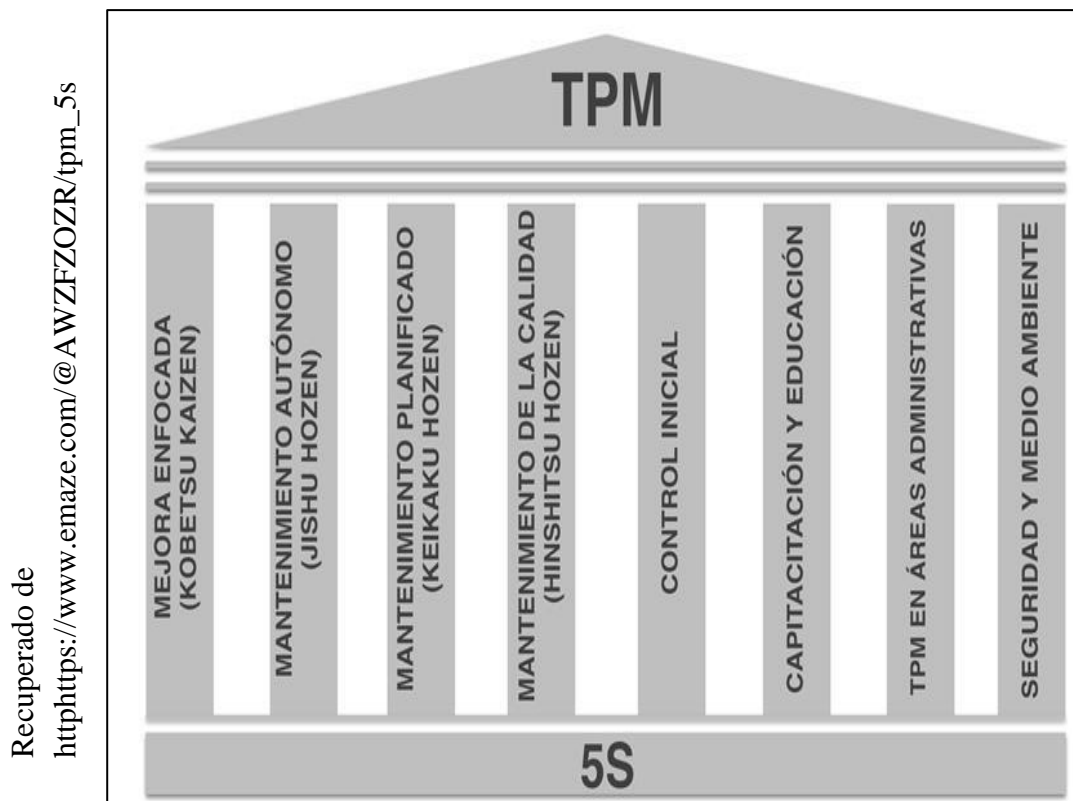 Recuperado de
htphttps://www.emaze.com/@AWZFZOZR/tpm_5s
TPM
MEJORA ENFOCADA
(KOBETSU KAIZEN)
MANTENIMIENTO AUTÓNOMO
(JISHU HOZEN)
MANTENIMIENTO PLANIFICADO
(KEIKAKU HOZEN)
MANTENIMIENTO DE LA CALIDAD
(HINSHITSU HOZEN)
CONTROL INICIAL
CAPITACITACIÓN Y EDUCACIÓN
TPM EN ÁREAS ADMINISTRATIVAS
SEGURIDAD Y MEDIO AMBIENTE
5S